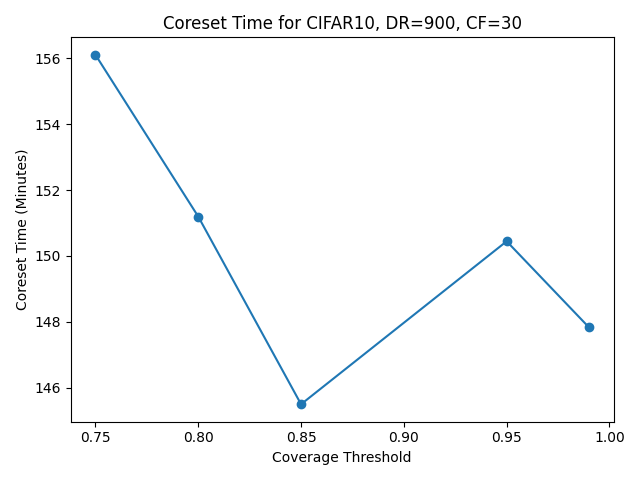 Coreset Time for CIFAR10, DR=900, CF=30
156
154
152
150
148
146
Coreset Time (Minutes)
0.75 0.80 0.85 0.90 0.95 1.00
Coverage Threshold